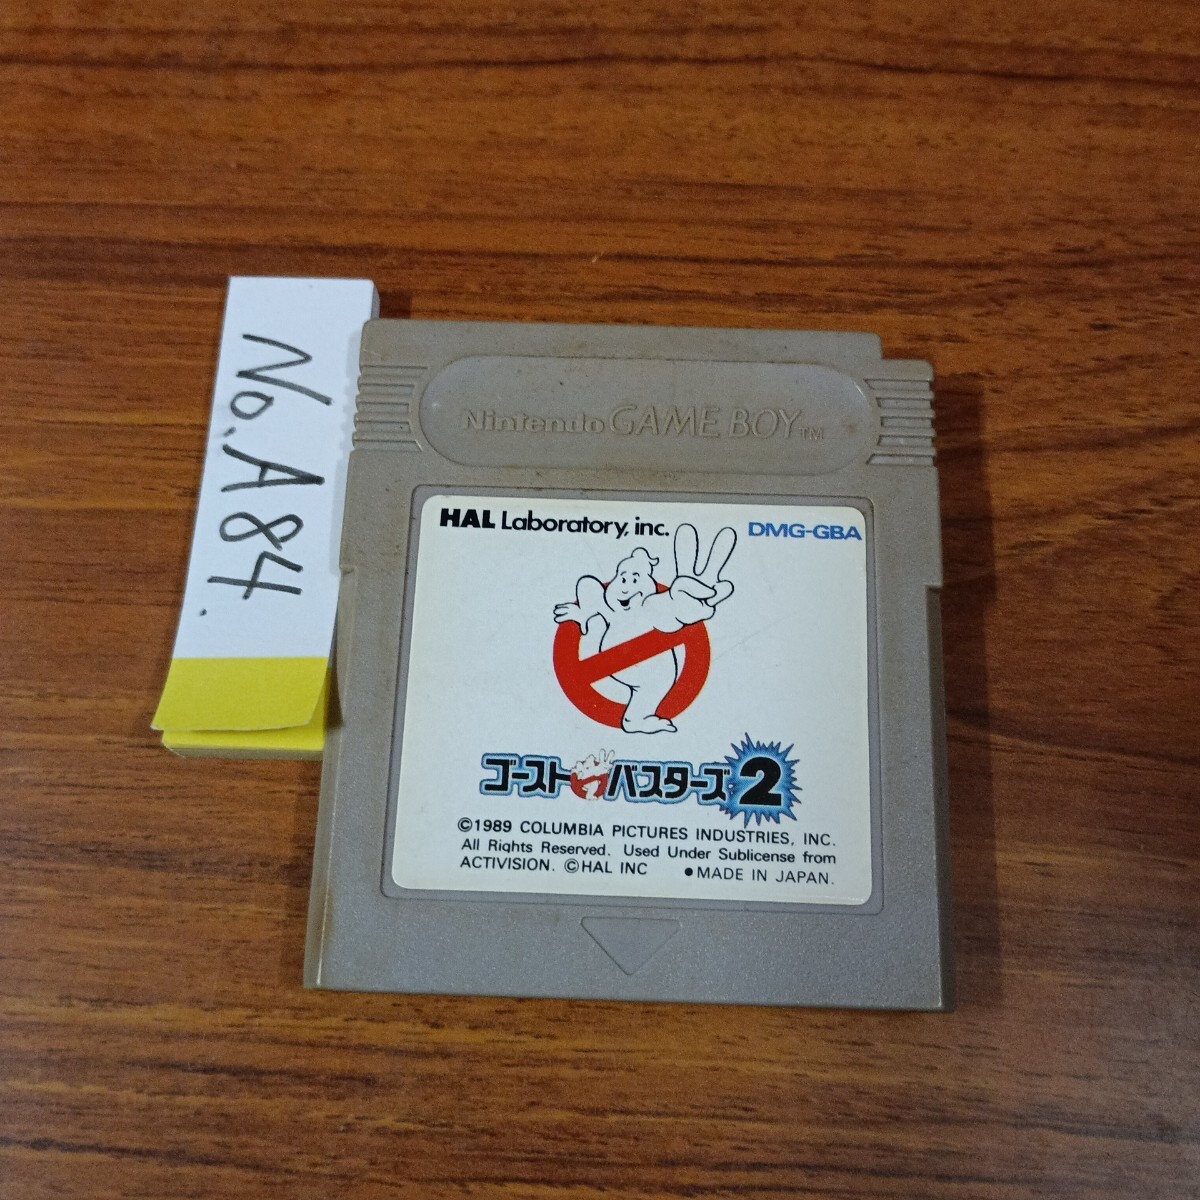 No. A84.
Nintendo GAME BOY TM
HAL Laboratory, inc.
DMG-GBA
ゴーストバスターズ2
©1989 COLUMBIA PICTURES INDUSTRIES, INC.
All Rights Reserved. Used Under Sublicense from
ACTIVISION. ©HAL INC ●MADE IN JAPAN.